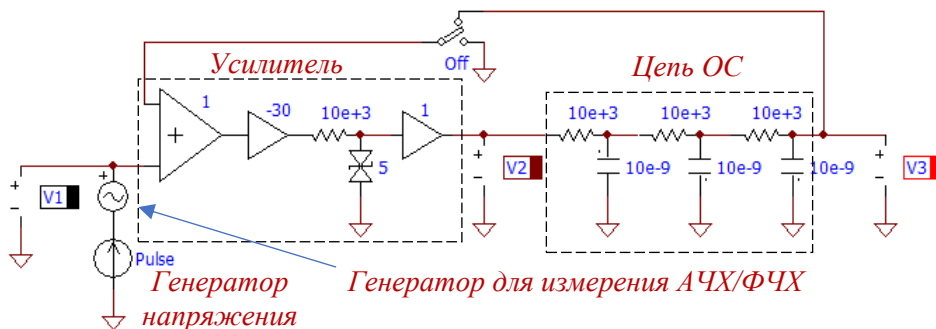 Усилитель
Off
Цепь ОС
1
-30
10e+3
1
10e+3
10e+3
10e+3
+
5
10e-9
10e-9
10e-9
+
-
V1
+
+
-
V2
+
-
V3
Pulse
Генератор
напряжения
Генератор для измерения АЧХ/ФЧХ